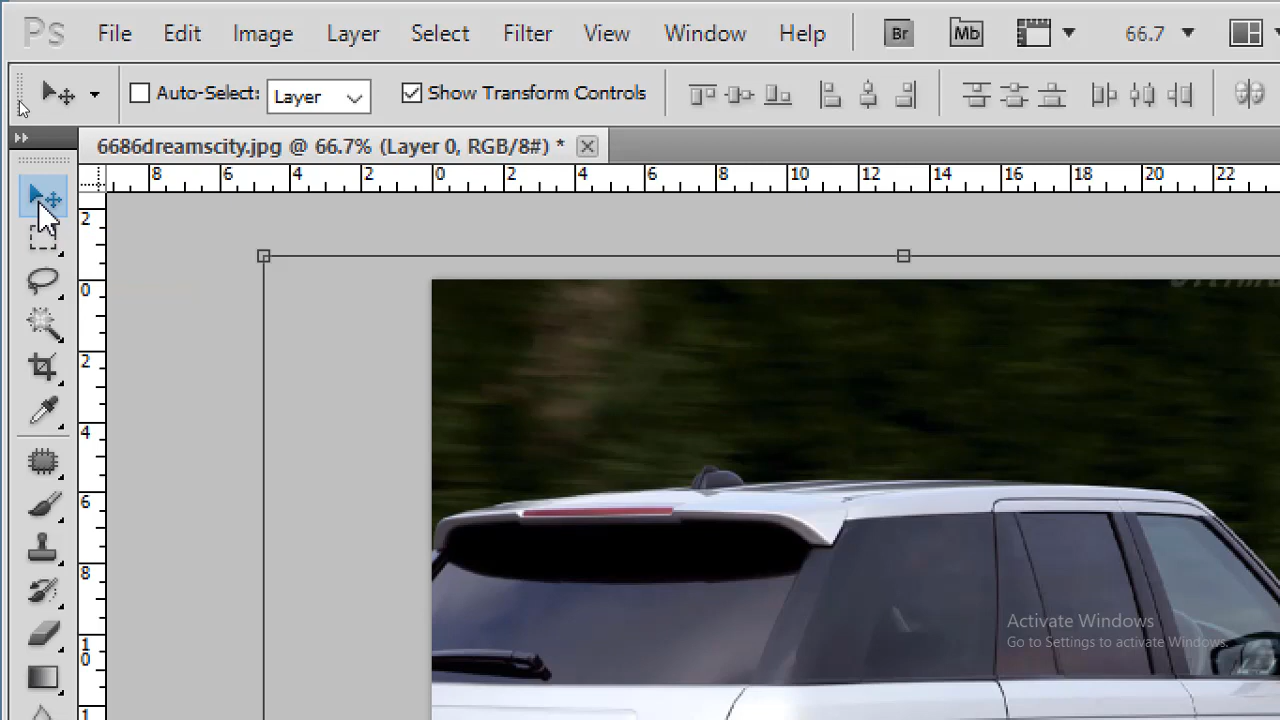 Ps File Edit Image Layer Select Filter View Window Help Br Mb 66.7
Auto-Select: Layer Show Transform Controls
6686dreamscity.jpg @ 66.7% (Layer 0, RGB/8#) *
8 6 4 2 0 2 4 6 8 10 12 14 16 18 20 22
2
0
2
4
6
8
10
1
Activate Windows
Go to Settings to activate Windows.